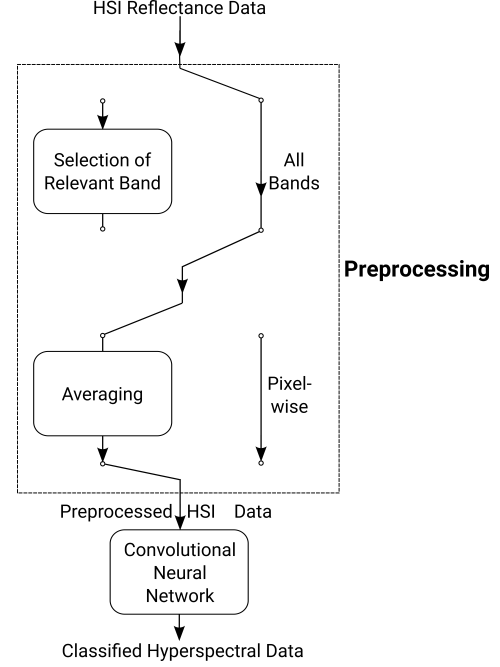 HSI Reflectance Data
Selection of
Relevant Band
All
Bands
Preprocessing
Averaging
Pixel-
wise
Preprocessed HSI Data
Convolutional
Neural
Network
Classified Hyperspectral Data